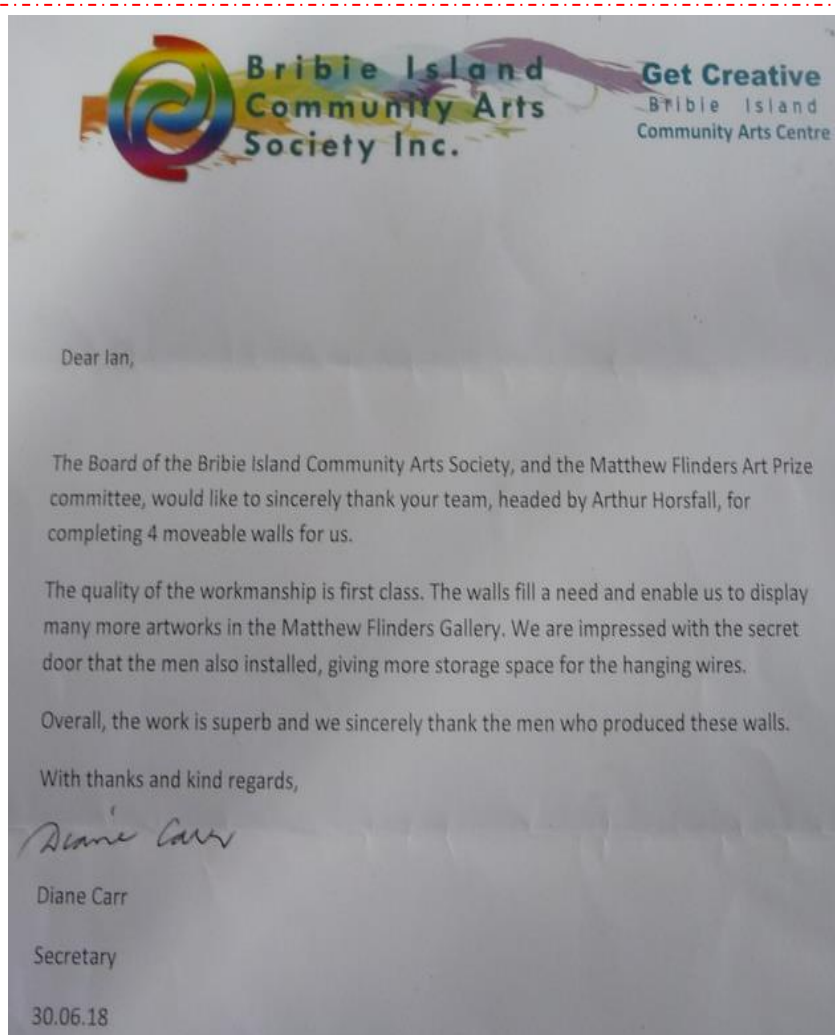 Bribie Island
Community Arts
Society Inc.
Get Creative
Bribie Island
Community Arts Centre
Dear Ian,
The Board of the Bribie Island Community Arts Society, and the Matthew Flinders Art Prize
committee, would like to sincerely thank your team, headed by Arthur Horsfall, for
completing 4 moveable walls for us.
The quality of the workmanship is first class. The walls fill a need and enable us to display
many more artworks in the Matthew Flinders Gallery. We are impressed with the secret
door that the men also installed, giving more storage space for the hanging wires.
Overall, the work is superb and we sincerely thank the men who produced these walls.
With thanks and kind regards,
Diane Carr
Diane Carr
Secretary
30.06.18